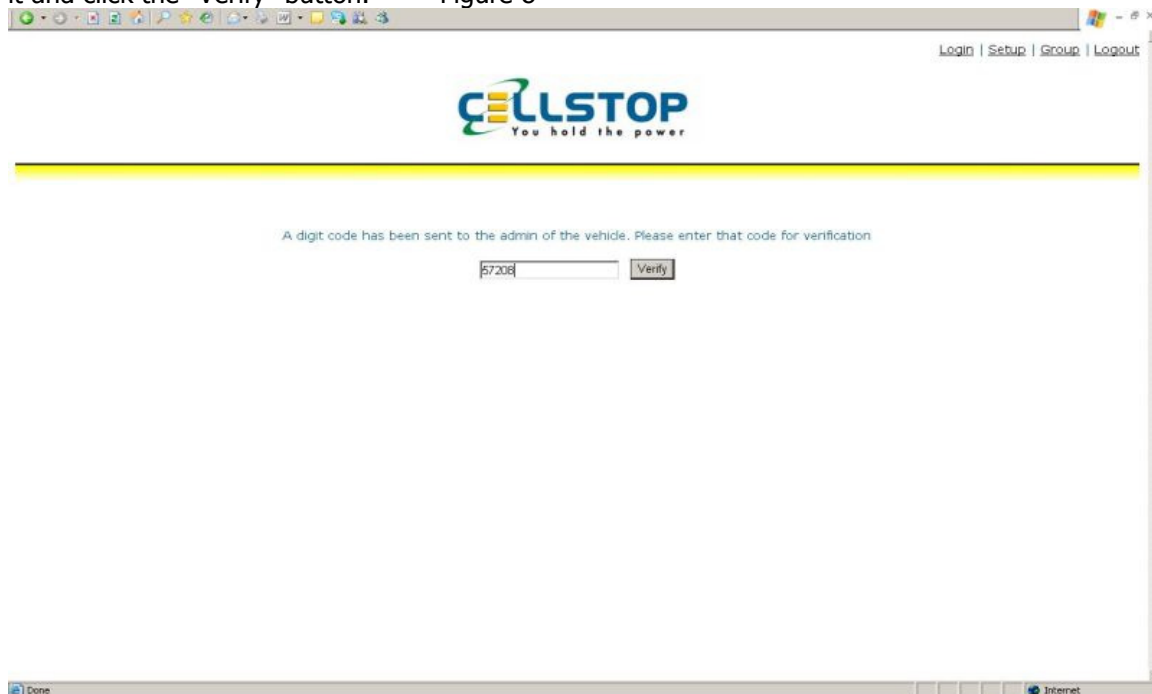 it and click the "Verify" button. Figure 6
Login | Setup | Group | Logout
CELLSTOP
You hold the power
A digit code has been sent to the admin of the vehicle. Please enter that code for verification
57208 Verify
Done Internet